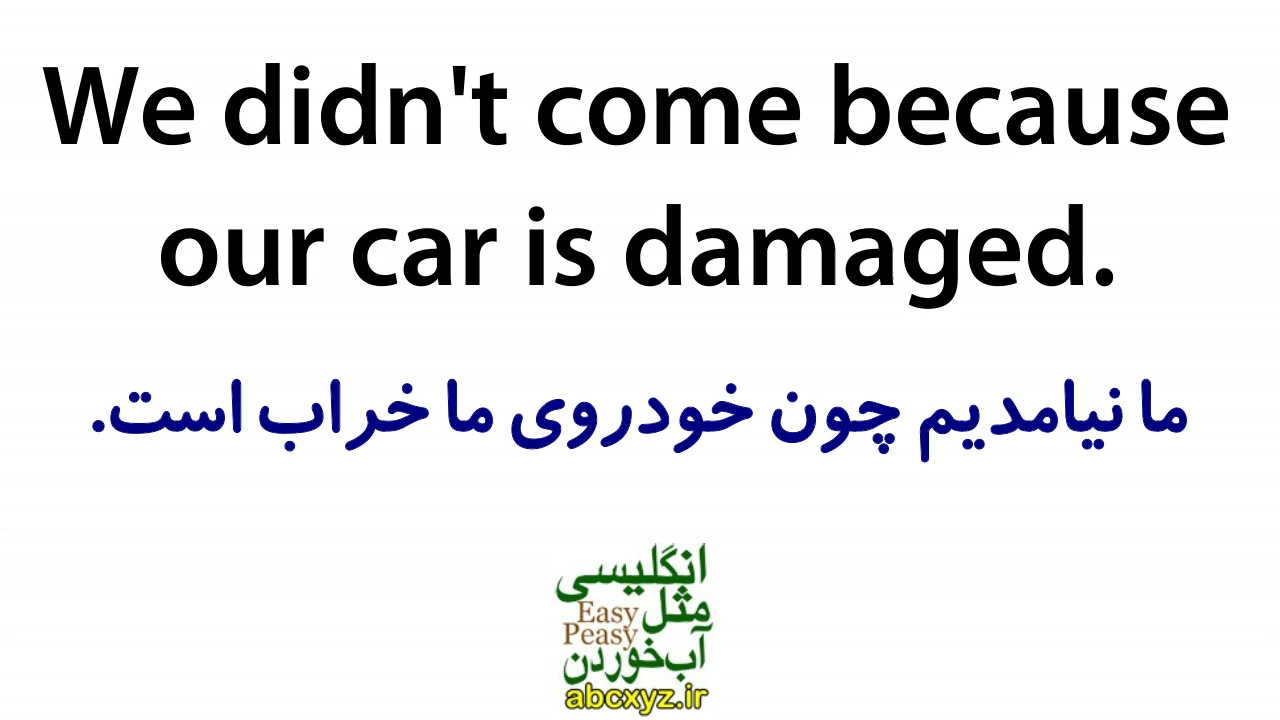 We didn't come because
our car is damaged.
ما نیامدیم چون خودروی ما خراب است.
انگلیسی
مثل
Easy
Peasy
آب‌خوردن
abcxyz.ir